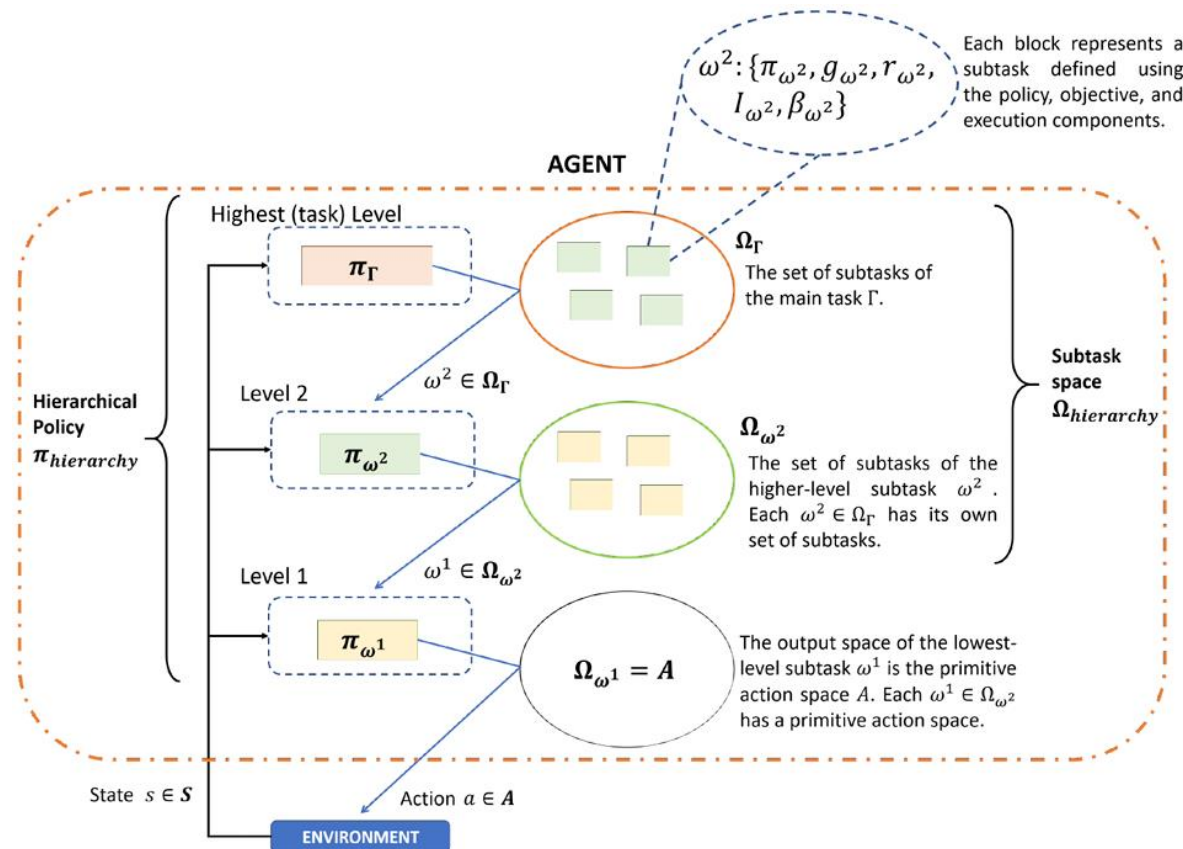 ω²: {π_ω², g_ω², r_ω²,
I_ω², β_ω²}
Each block represents a
subtask defined using
the policy, objective, and
execution components.
AGENT
Highest (task) Level
π_Γ
Ω_Γ
The set of subtasks of
the main task Γ.
ω² ∈ Ω_Γ
Hierarchical
Policy
π_hierarchy
Subtask
space
Ω_hierarchy
Level 2
π_ω²
Ω_ω²
The set of subtasks of the
higher-level subtask ω² .
Each ω² ∈ Ω_Γ has its own
set of subtasks.
ω¹ ∈ Ω_ω²
Level 1
π_ω¹
Ω_ω¹ = A
The output space of the lowest-
level subtask ω¹ is the primitive
action space A. Each ω¹ ∈ Ω_ω²
has a primitive action space.
State s ∈ S
Action a ∈ A
ENVIRONMENT